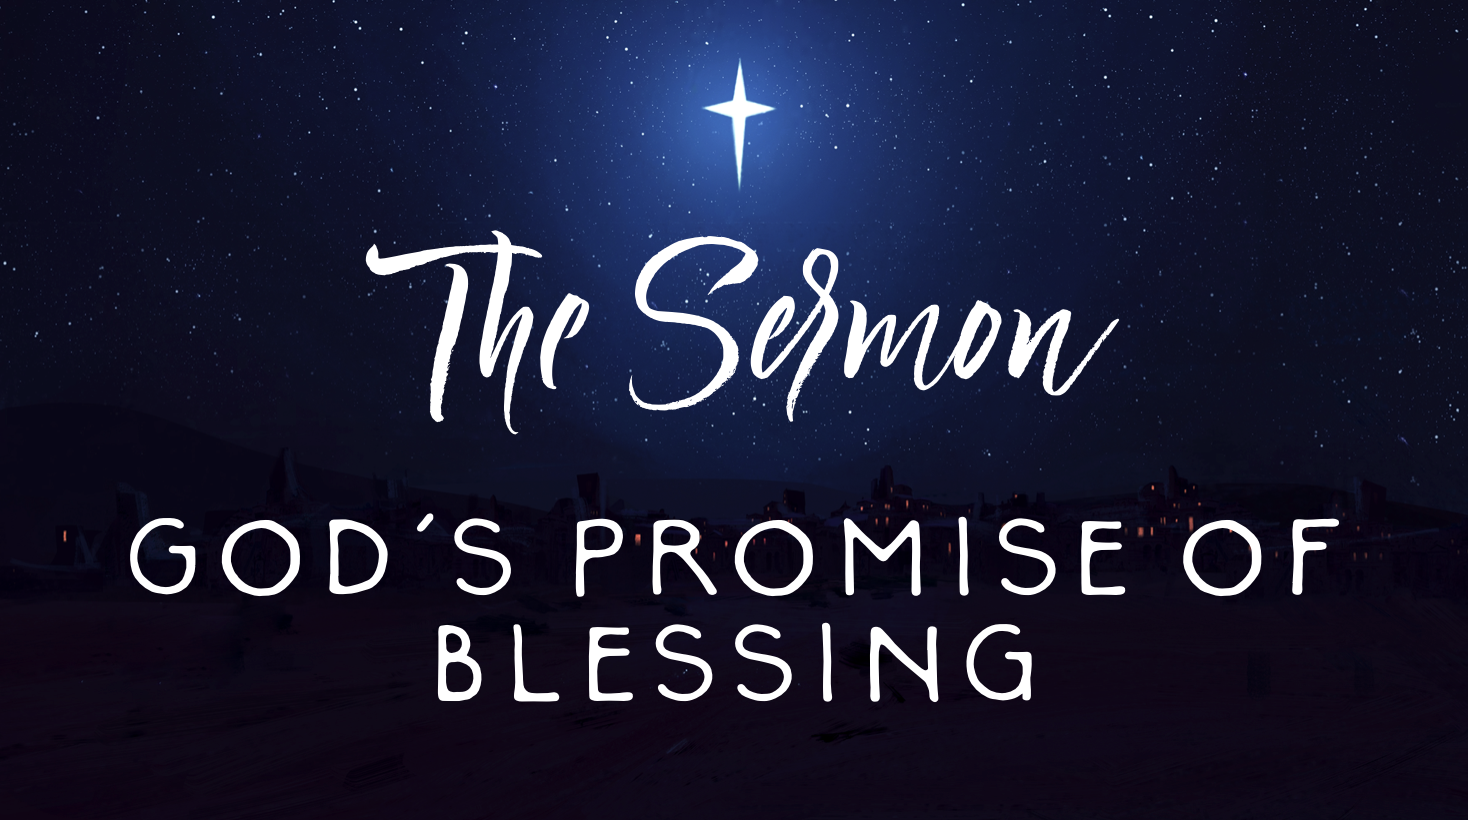 The Sermon
GOD'S PROMISE OF
BLESSING